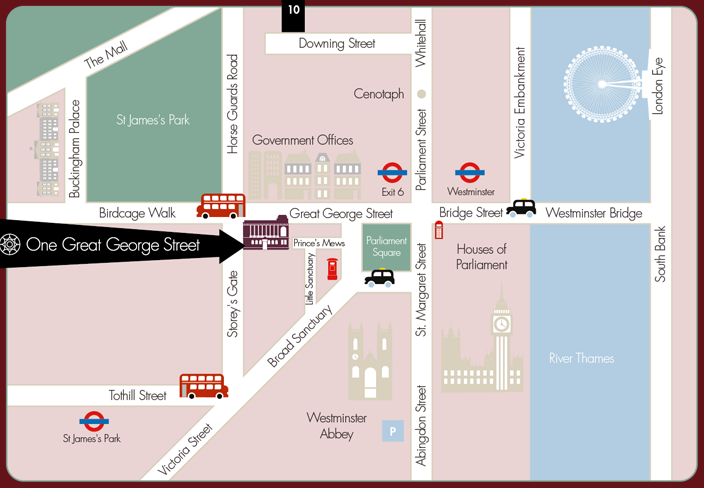 10
The Mall
Downing Street
Whitehall
Horse Guards Road
Victoria Embankment
London Eye
Cenotaph
St James's Park
Buckingham Palace
Government Offices
Parliament Street
Exit 6
Westminster
Birdcage Walk
Great George Street
Bridge Street
Westminster Bridge
One Great George Street
Prince's Mews
Parliament
Square
Houses of
Parliament
South Bank
Little Sanctuary
Storey's Gate
St. Margaret Street
Broad Sanctuary
River Thames
Tothill Street
St James's Park
Westminster
Abbey
P
Abingdon Street
Victoria Street